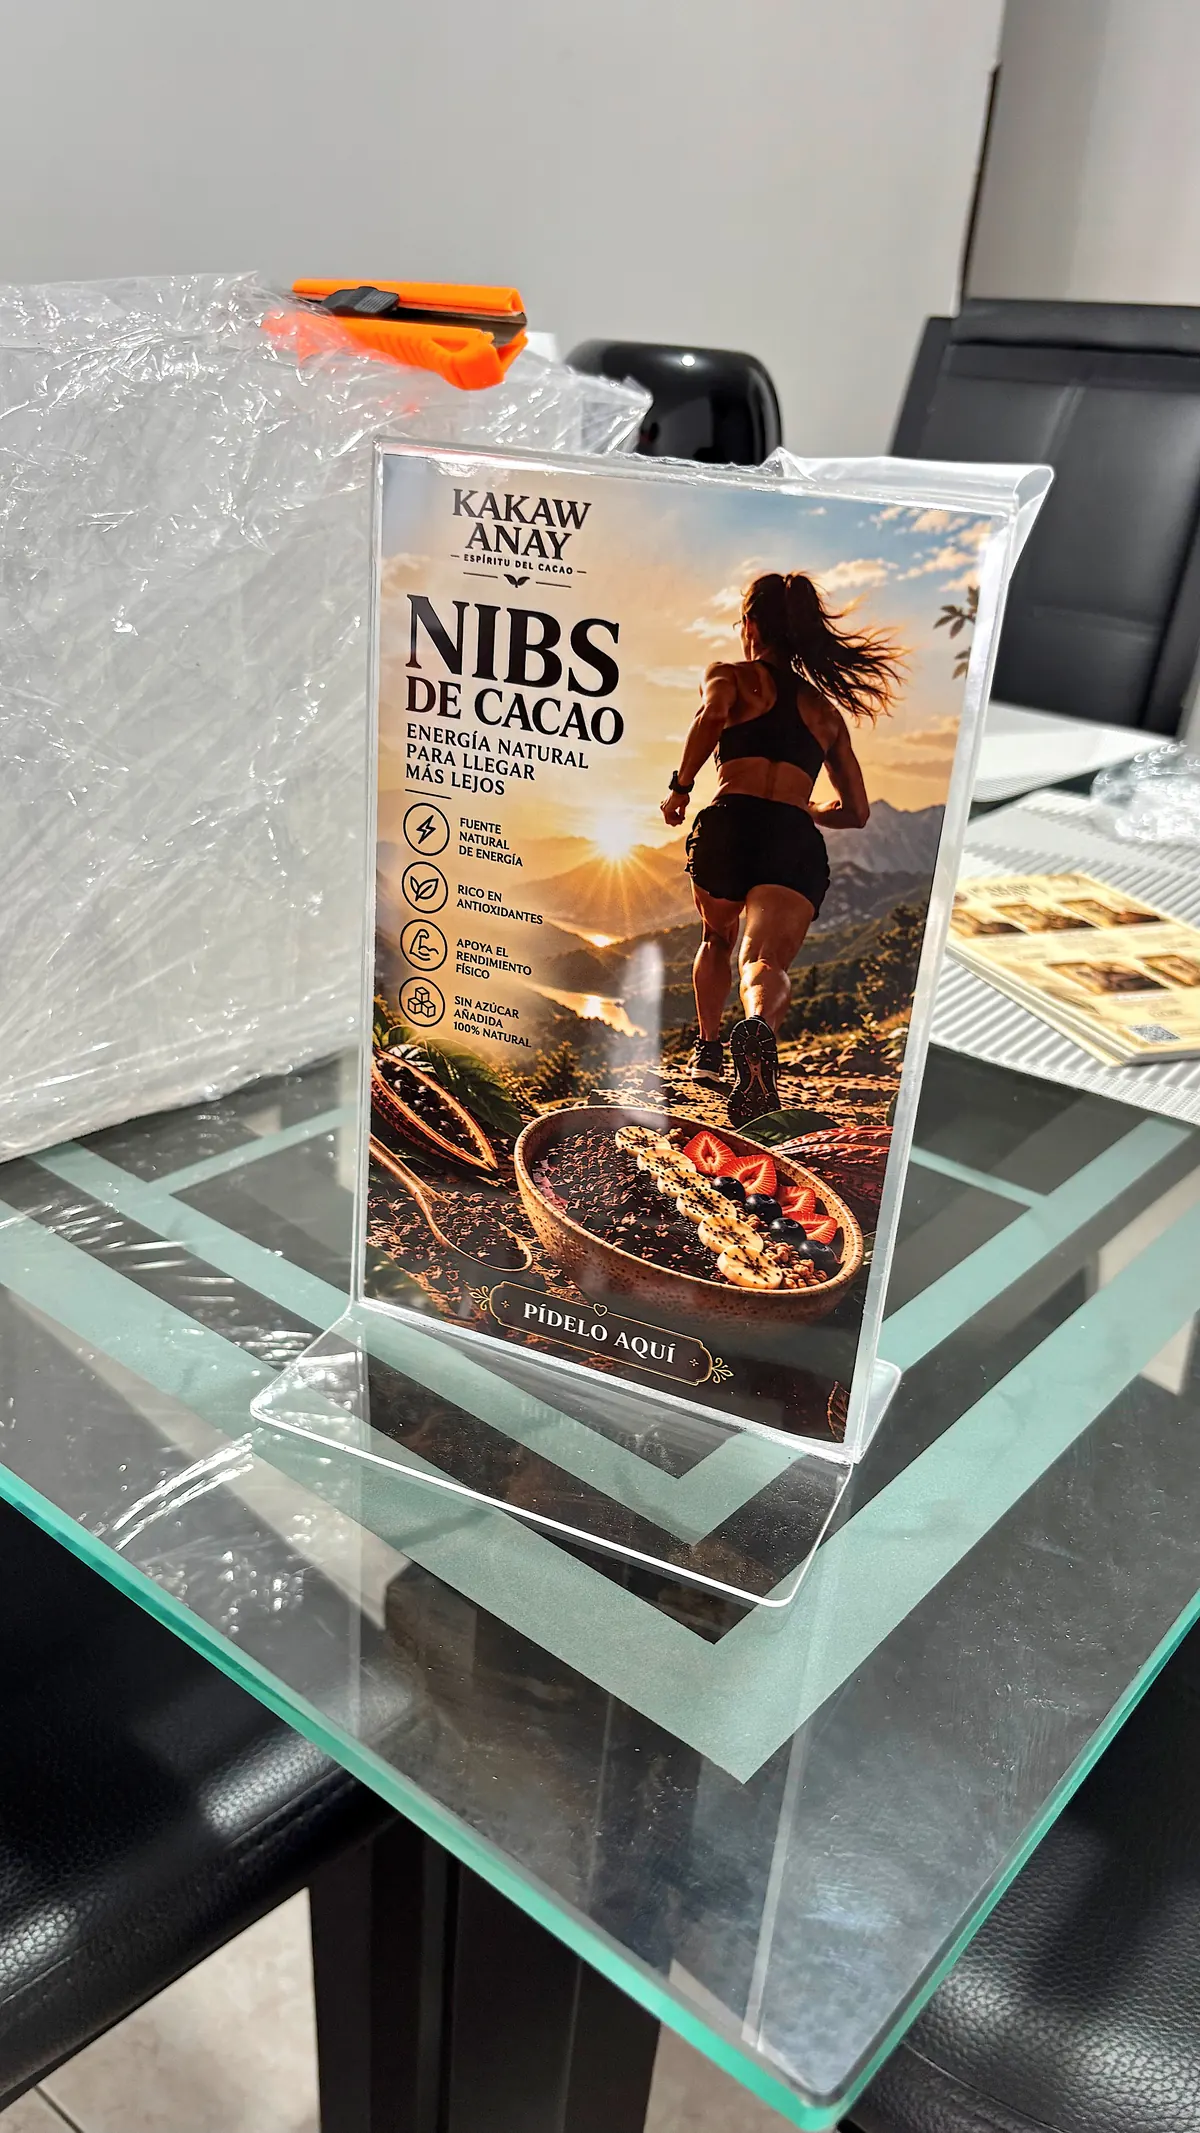 KAKAW
ANAY
ESPÍRITU DEL CACAO
NIBS
DE CACAO
ENERGÍA NATURAL
PARA LLEGAR
MÁS LEJOS
FUENTE
NATURAL
DE ENERGÍA
RICO EN
ANTIOXIDANTES
APOYA EL
RENDIMIENTO
FÍSICO
SIN AZÚCAR
AÑADIDA
100% NATURAL
PÍDELO AQUÍ